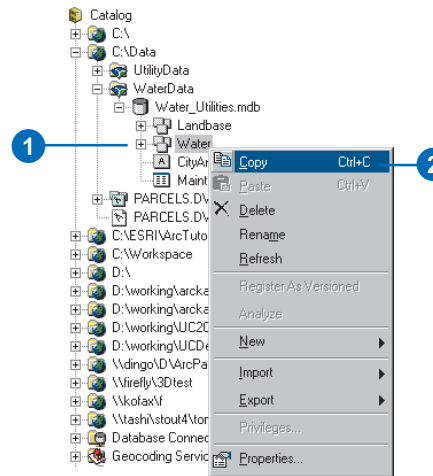 Catalog
C:\
C:\Data
UtilityData
WaterData
Water_Utilities.mdb
Landbase
1
Water
CityAr
Maint
PARCELS.DV
PARCELS.DV
C:\ESRI\ArcTuto
C:\Workspace
D:\
D:\working\arcka
D:\working\arcka
D:\working\UC20
D:\working\UCDe
\\dingo\D\ArcPa
\\firefly\3Dtest
\\kofax\f
\\tashi\stout4\tor
Database Connec
Geocoding Servic
Copy Ctrl+C
2
Paste Ctrl+V
Delete
Rename
Refresh
Register As Versioned
Analyze
New
Import
Export
Privileges...
Properties...